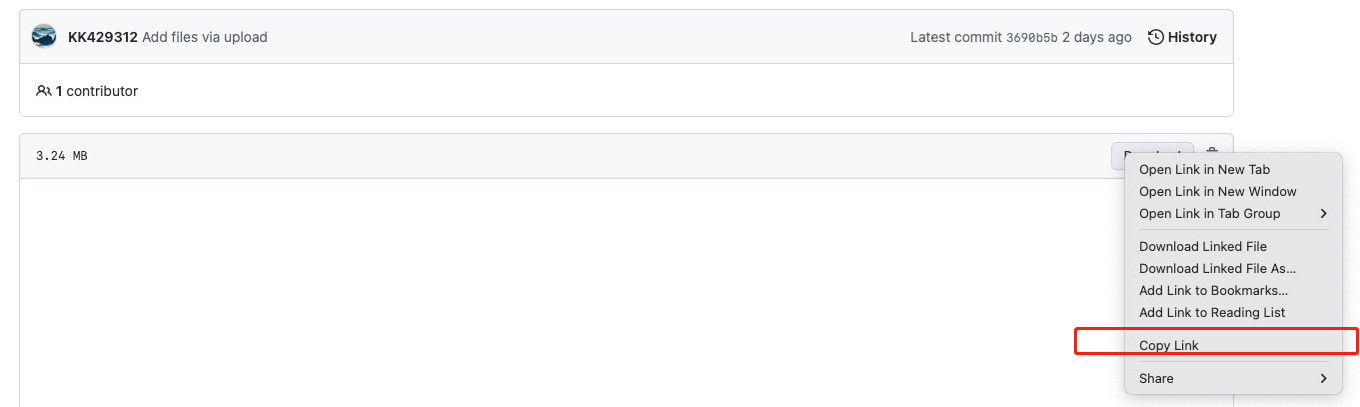 KK429312 Add files via upload
Latest commit 3690b5b 2 days ago
History
1 contributor
3.24 MB
Open Link in New Tab
Open Link in New Window
Open Link in Tab Group
Download Linked File
Download Linked File As...
Add Link to Bookmarks...
Add Link to Reading List
Copy Link
Share